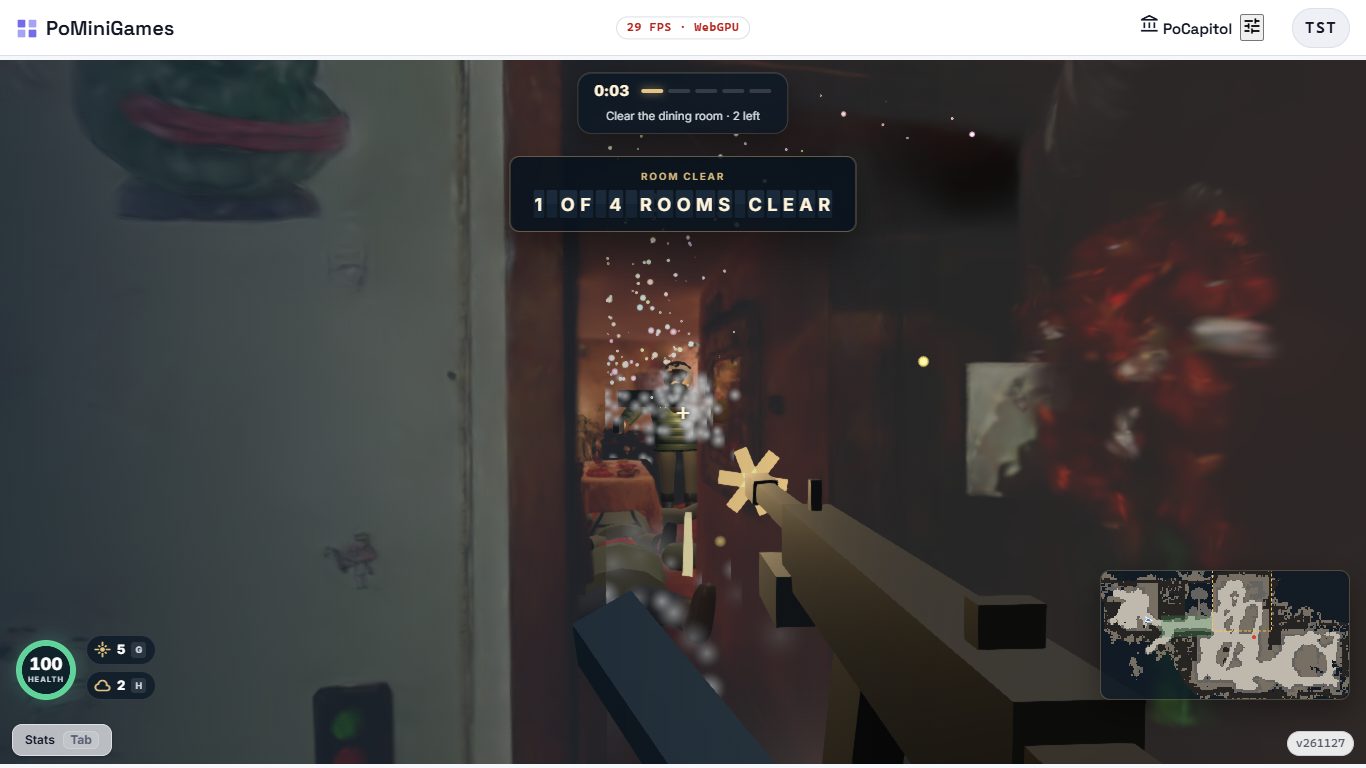 PoMiniGames
29 FPS · WebGPU
PoCapitol
TST
0:03
Clear the dining room · 2 left
ROOM CLEAR
1 OF 4 ROOMS CLEAR
100
HEALTH
5 G
2 H
Stats Tab
v261127